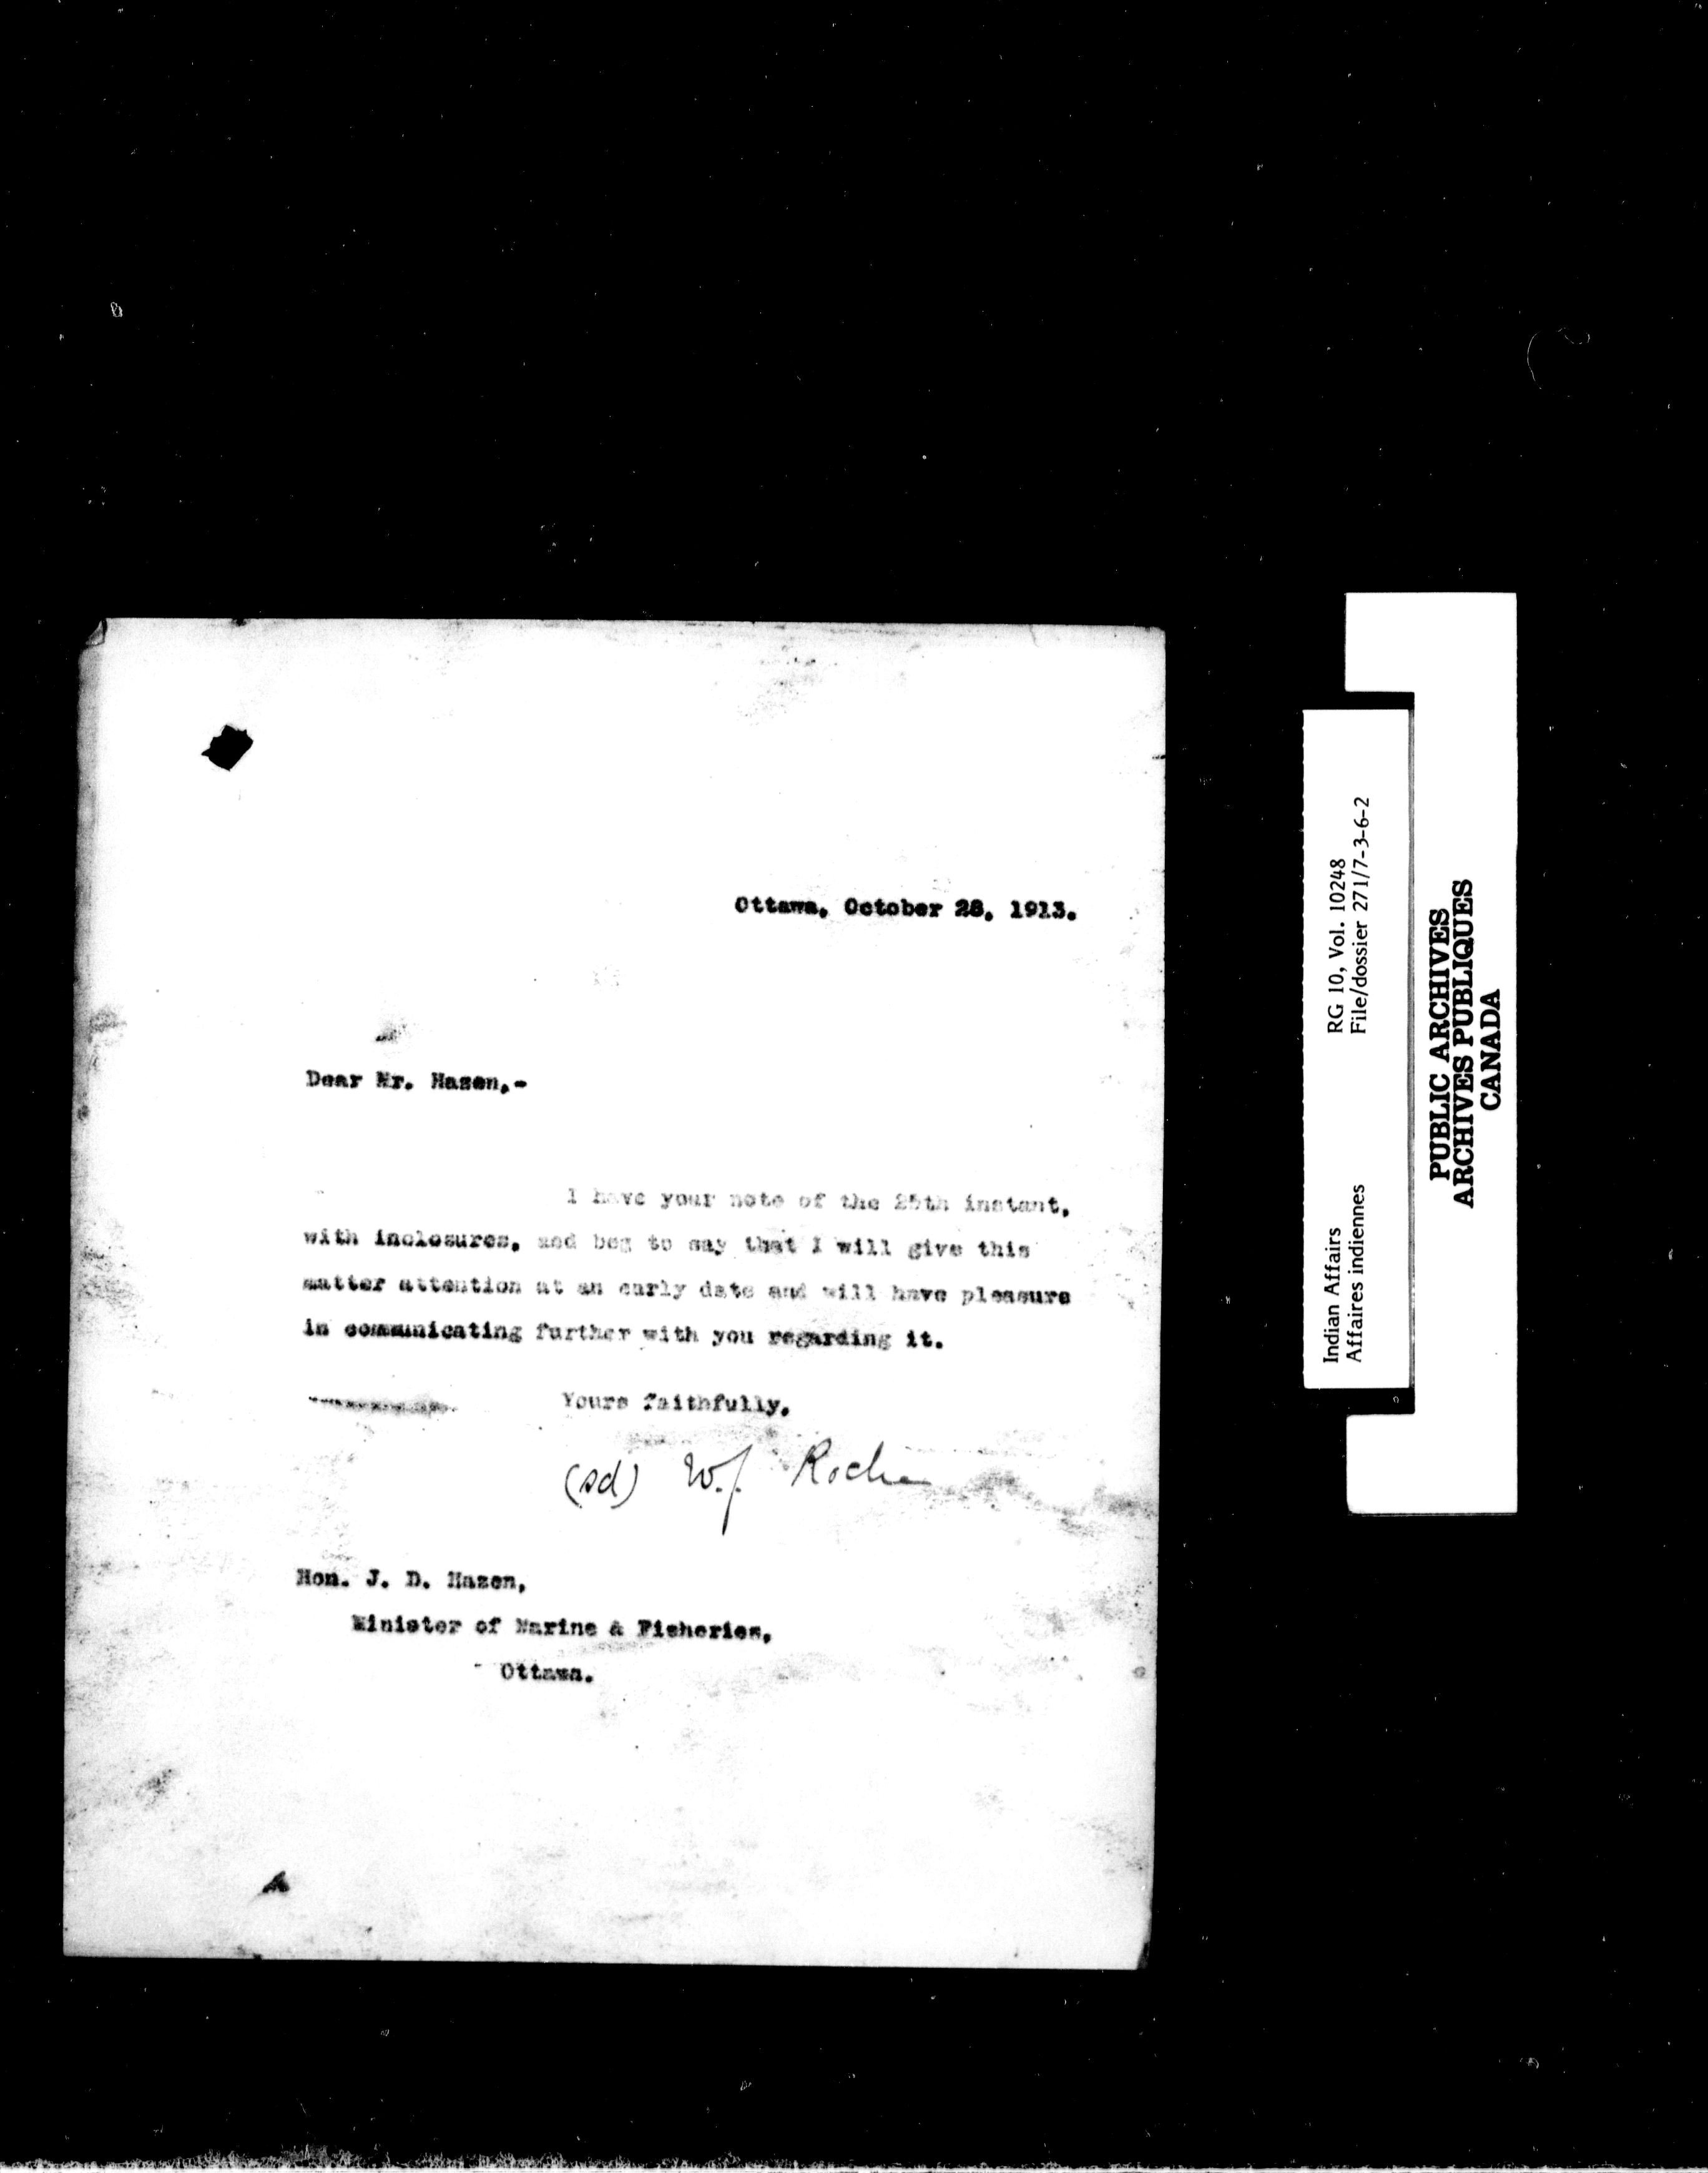 Ottawa, October 28, 1913.
Dear Mr. Hazen,-
I have your note of the 25th instant,
with inclosures, and beg to say that I will give this
matter attention at an early date and will have pleasure
in communicating further with you regarding it.
Yours faithfully,
(sd) W.J. Roche
Hon. J. D. Hazen,
Minister of Marine & Fisheries,
Ottawa.
Indian Affairs RG 10, Vol. 10248
Affaires indiennes File/dossier 271/7-3-6-2
PUBLIC ARCHIVES
ARCHIVES PUBLIQUES
CANADA